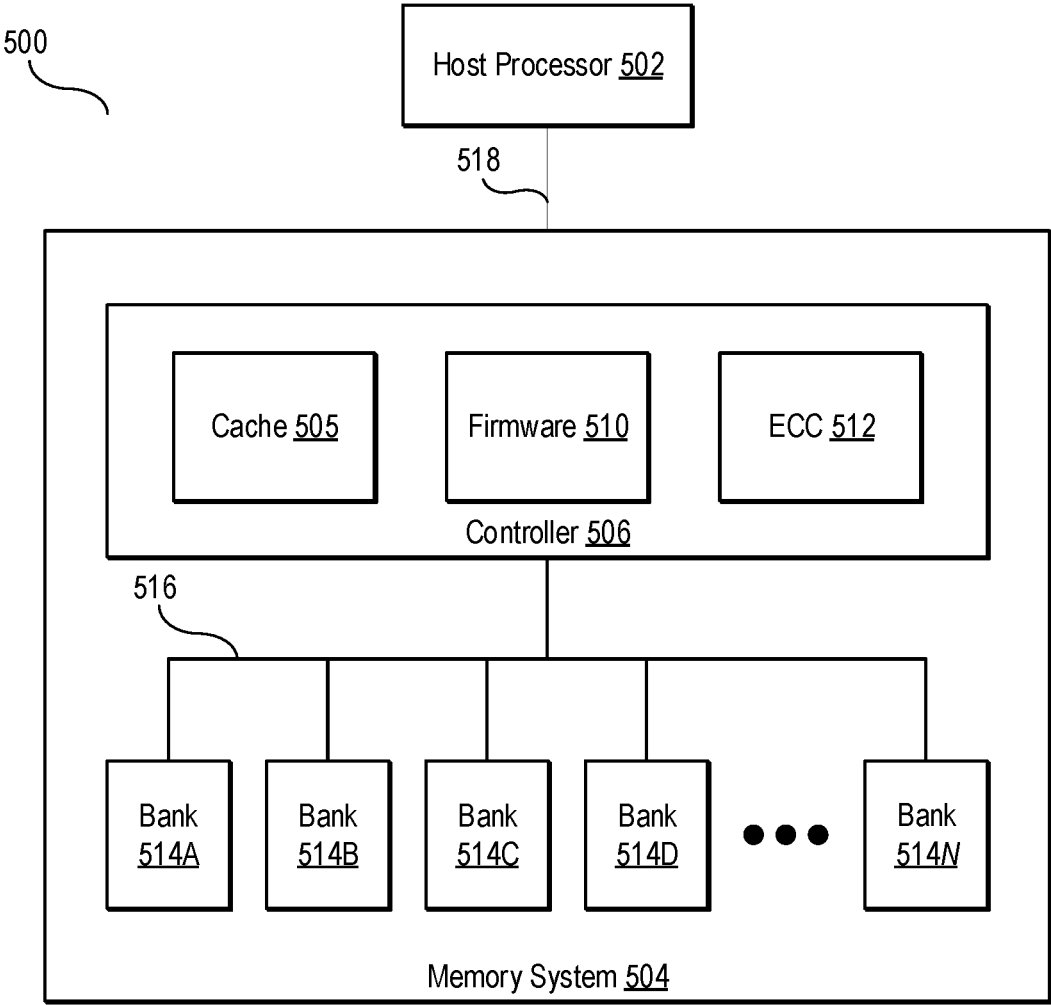 500
Host Processor 502
518
Cache 505
Firmware 510
ECC 512
Controller 506
516
Bank
514A
Bank
514B
Bank
514C
Bank
514D
Bank
514N
Memory System 504